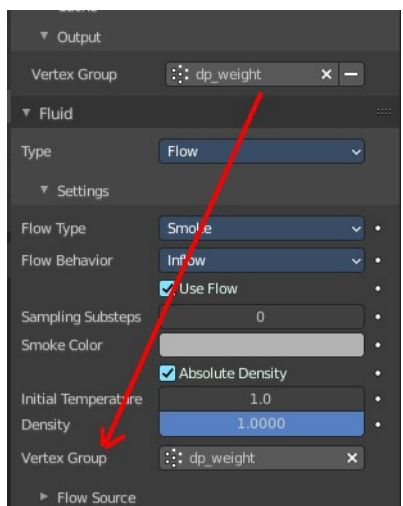 Output
Vertex Group dp_weight
Fluid
Type Flow
Settings
Flow Type Smoke
Flow Behavior Inflow
Use Flow
Sampling Substeps 0
Smoke Color
Absolute Density
Initial Temperature 1.0
Density 1.0000
Vertex Group dp_weight
Flow Source